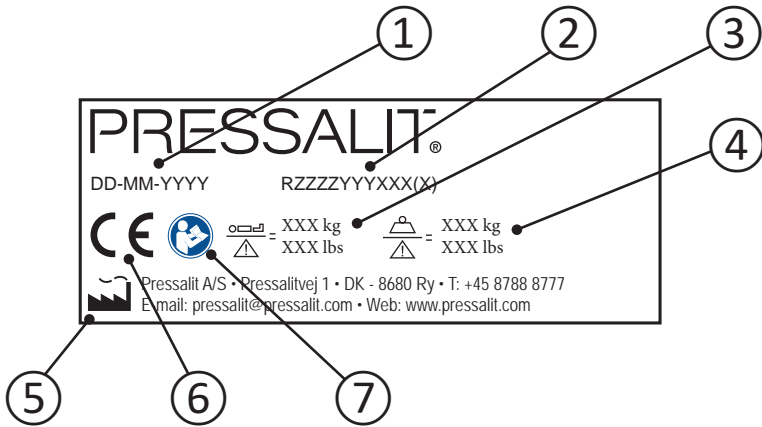 1 2 3
4
PRESSALIT®
DD-MM-YYYY RZZZZYYYXXX(X)
CE = XXX kg = XXX kg
XXX lbs XXX lbs
Pressalit A/S • Pressalitvej 1 • DK - 8680 Ry • T: +45 8788 8777
E-mail: pressalit@pressalit.com • Web: www.pressalit.com
5 6 7